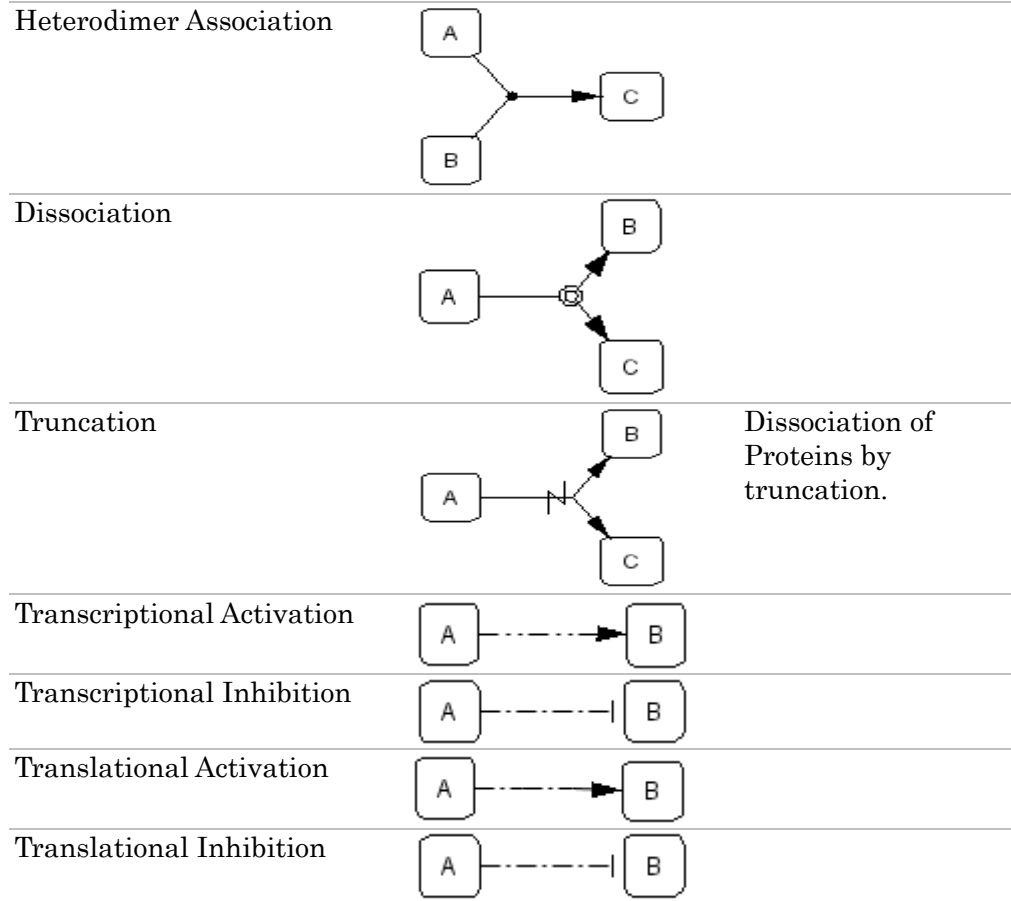 Heterodimer Association
A
C
B
Dissociation
B
A
C
Truncation
B
Dissociation of
Proteins by
truncation.
A
C
Transcriptional Activation
A
B
Transcriptional Inhibition
A
B
Translational Activation
A
B
Translational Inhibition
A
B